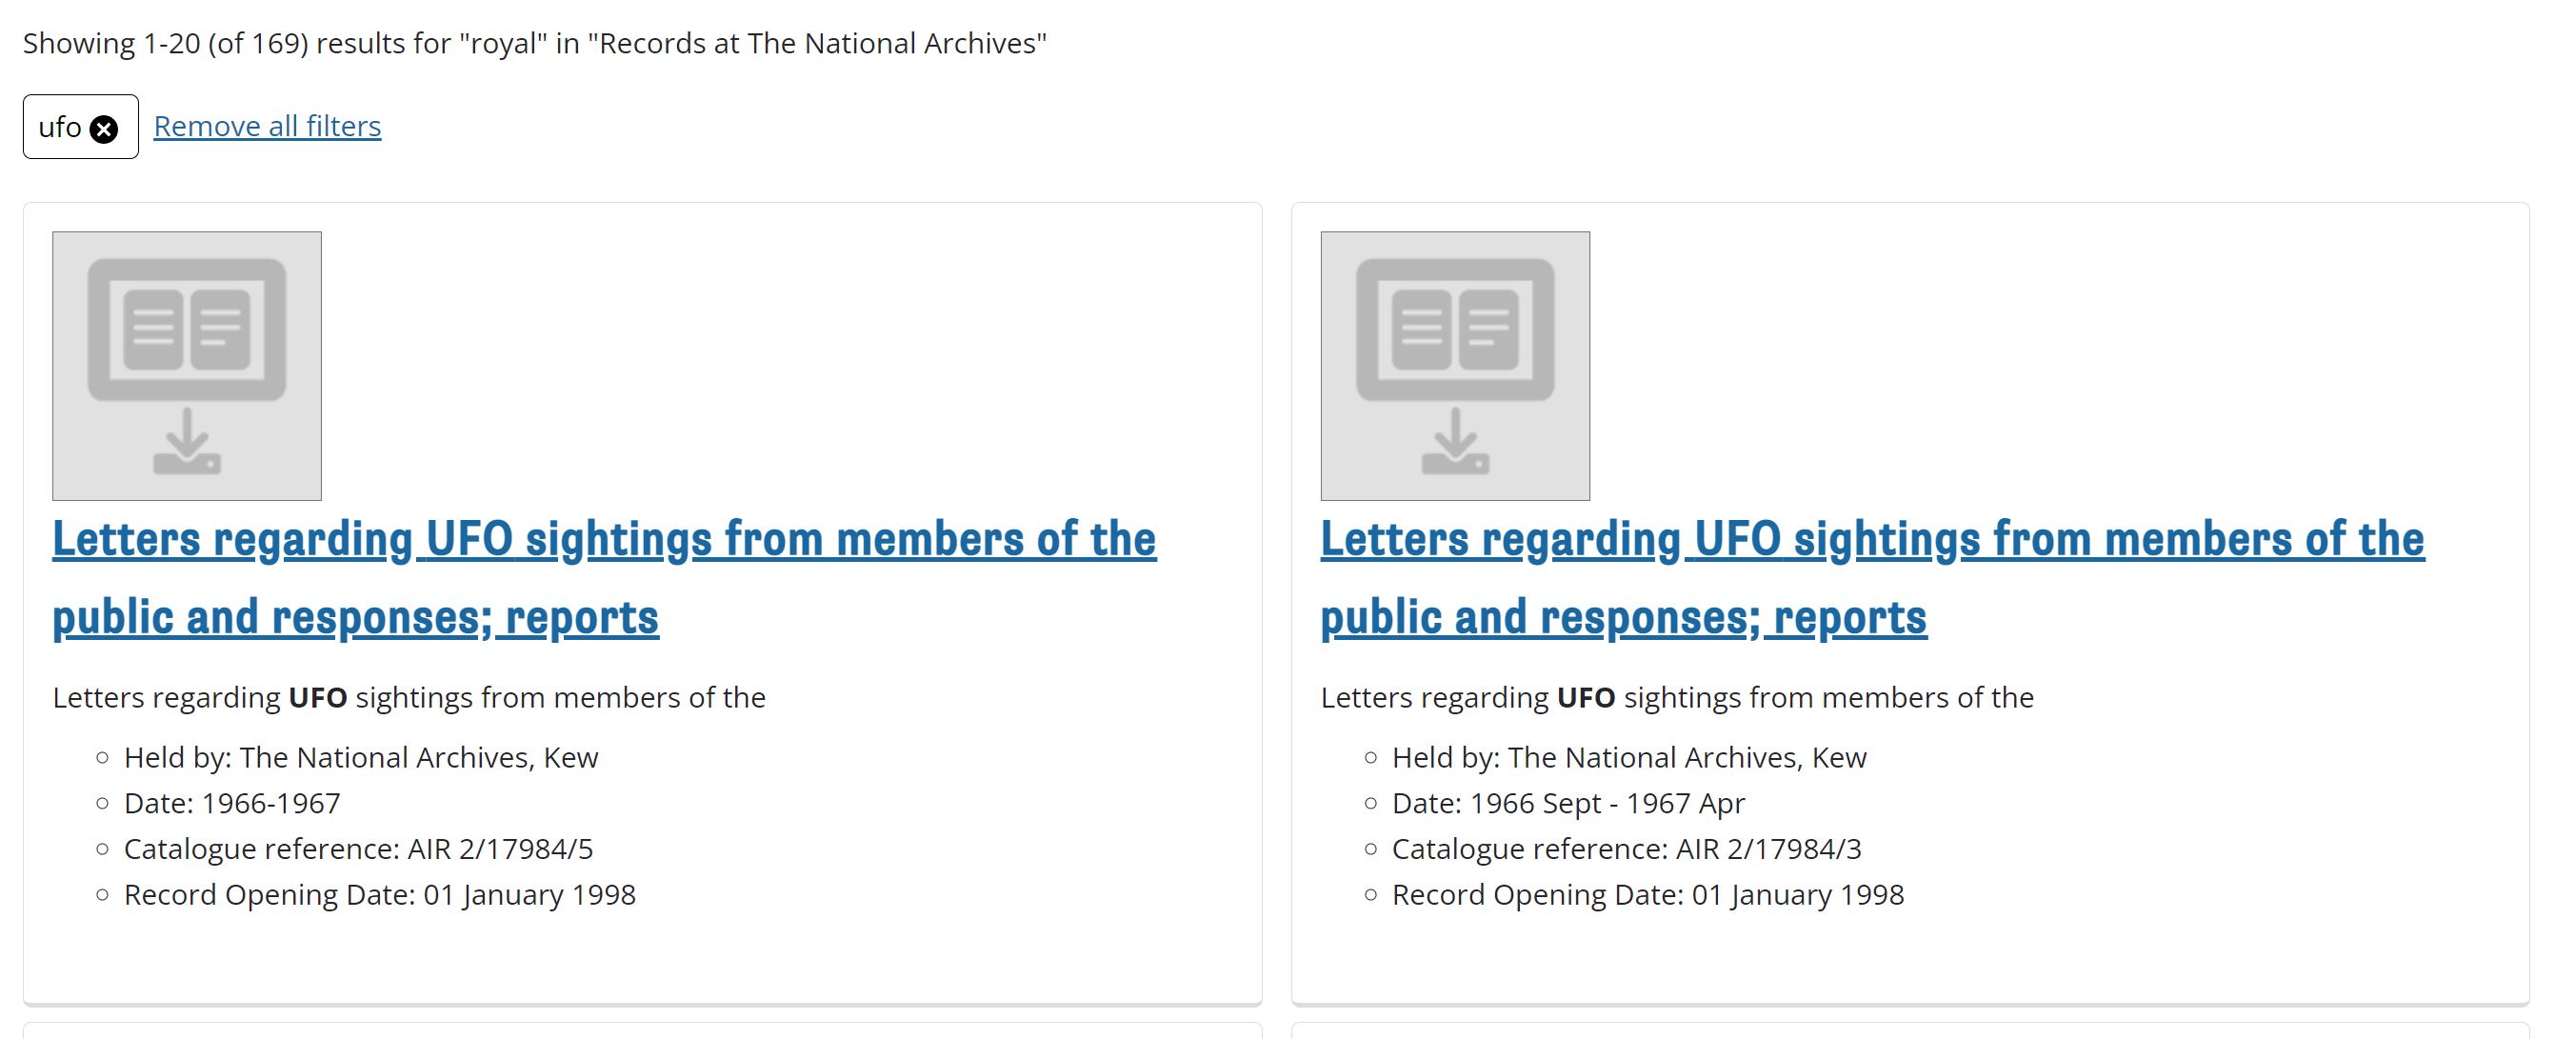 Showing 1-20 (of 169) results for "royal" in "Records at The National Archives"
ufo
Remove all filters
Letters regarding UFO sightings from members of the
public and responses; reports
Letters regarding UFO sightings from members of the
Held by: The National Archives, Kew
Date: 1966-1967
Catalogue reference: AIR 2/17984/5
Record Opening Date: 01 January 1998
Letters regarding UFO sightings from members of the
public and responses; reports
Letters regarding UFO sightings from members of the
Held by: The National Archives, Kew
Date: 1966 Sept - 1967 Apr
Catalogue reference: AIR 2/17984/3
Record Opening Date: 01 January 1998